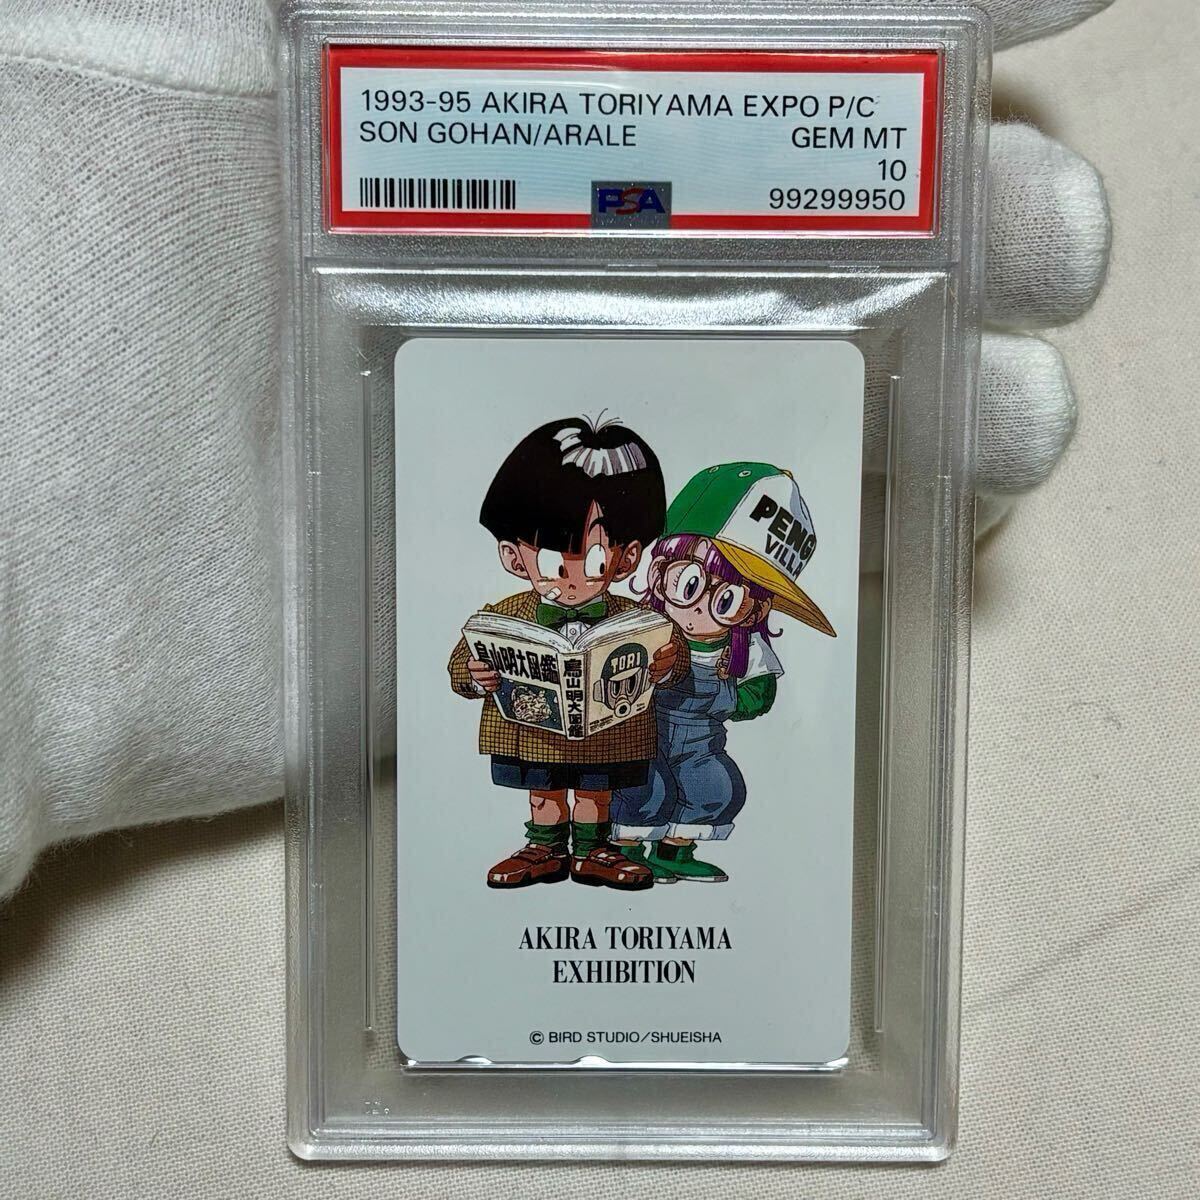 1993-95 AKIRA TORIYAMA EXPO P/C
SON GOHAN/ARALE GEM MT
10
PSA 99299950
PENG
VILLA
鳥山明大図鑑
鳥山明大図鑑
TORI
AKIRA TORIYAMA
EXHIBITION
© BIRD STUDIO/SHUEISHA